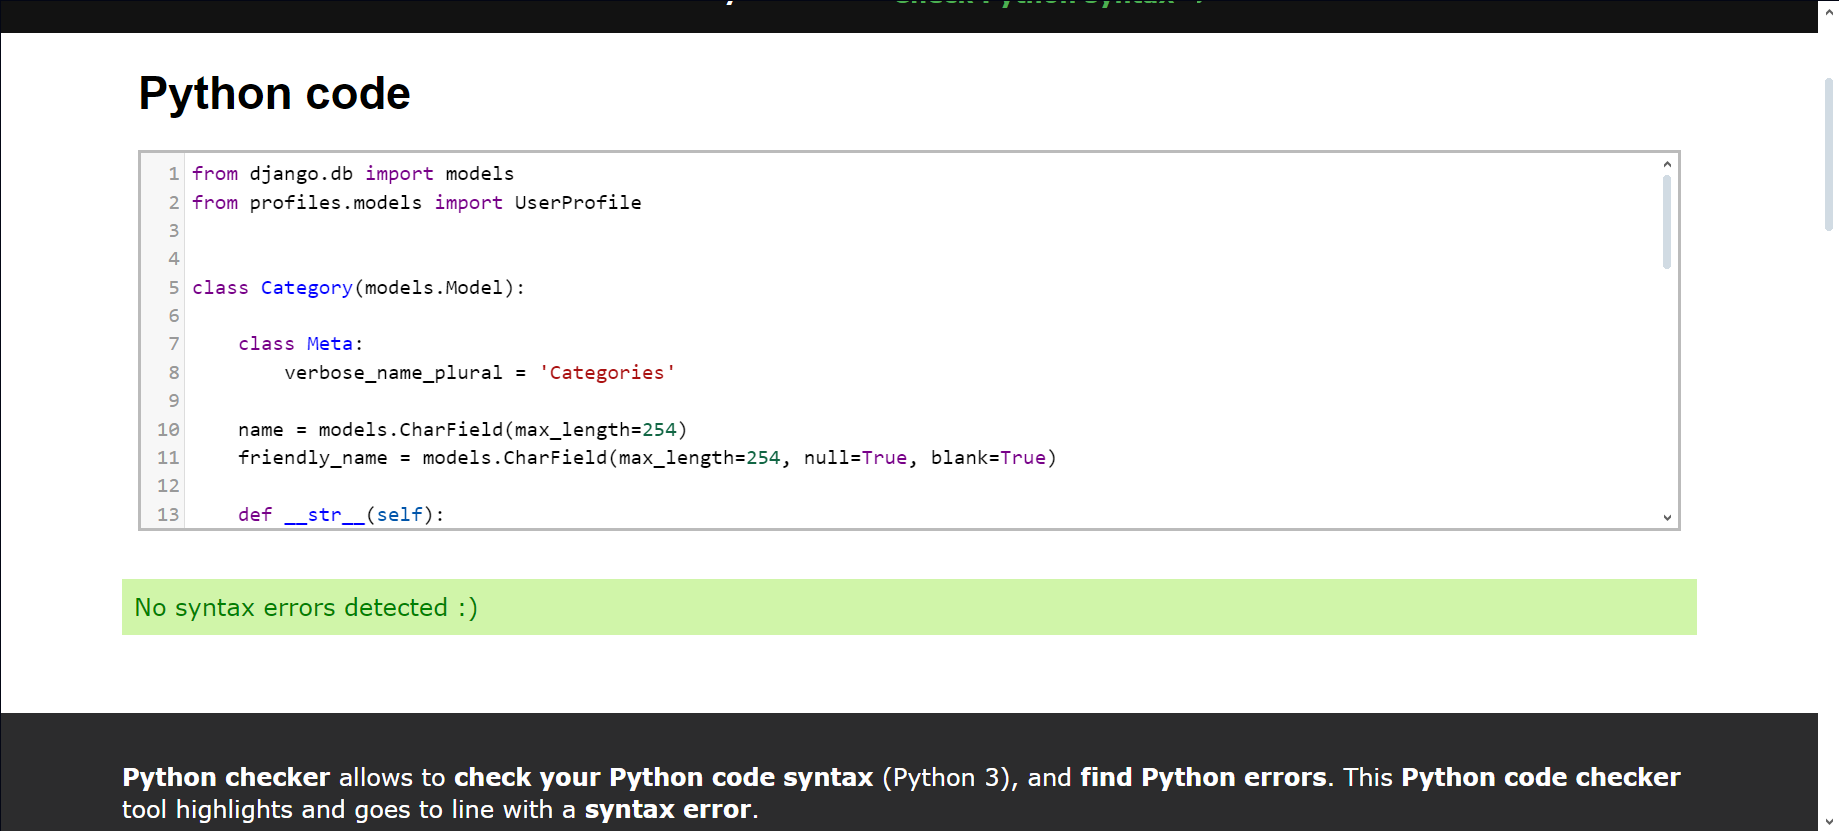 Python code
1 from django.db import models
2 from profiles.models import UserProfile
3
4
5 class Category(models.Model):
6
7     class Meta:
8         verbose_name_plural = 'Categories'
9
10     name = models.CharField(max_length=254)
11     friendly_name = models.CharField(max_length=254, null=True, blank=True)
12
13     def __str__(self):
No syntax errors detected :)
Python checker allows to check your Python code syntax (Python 3), and find Python errors. This Python code checker
tool highlights and goes to line with a syntax error.